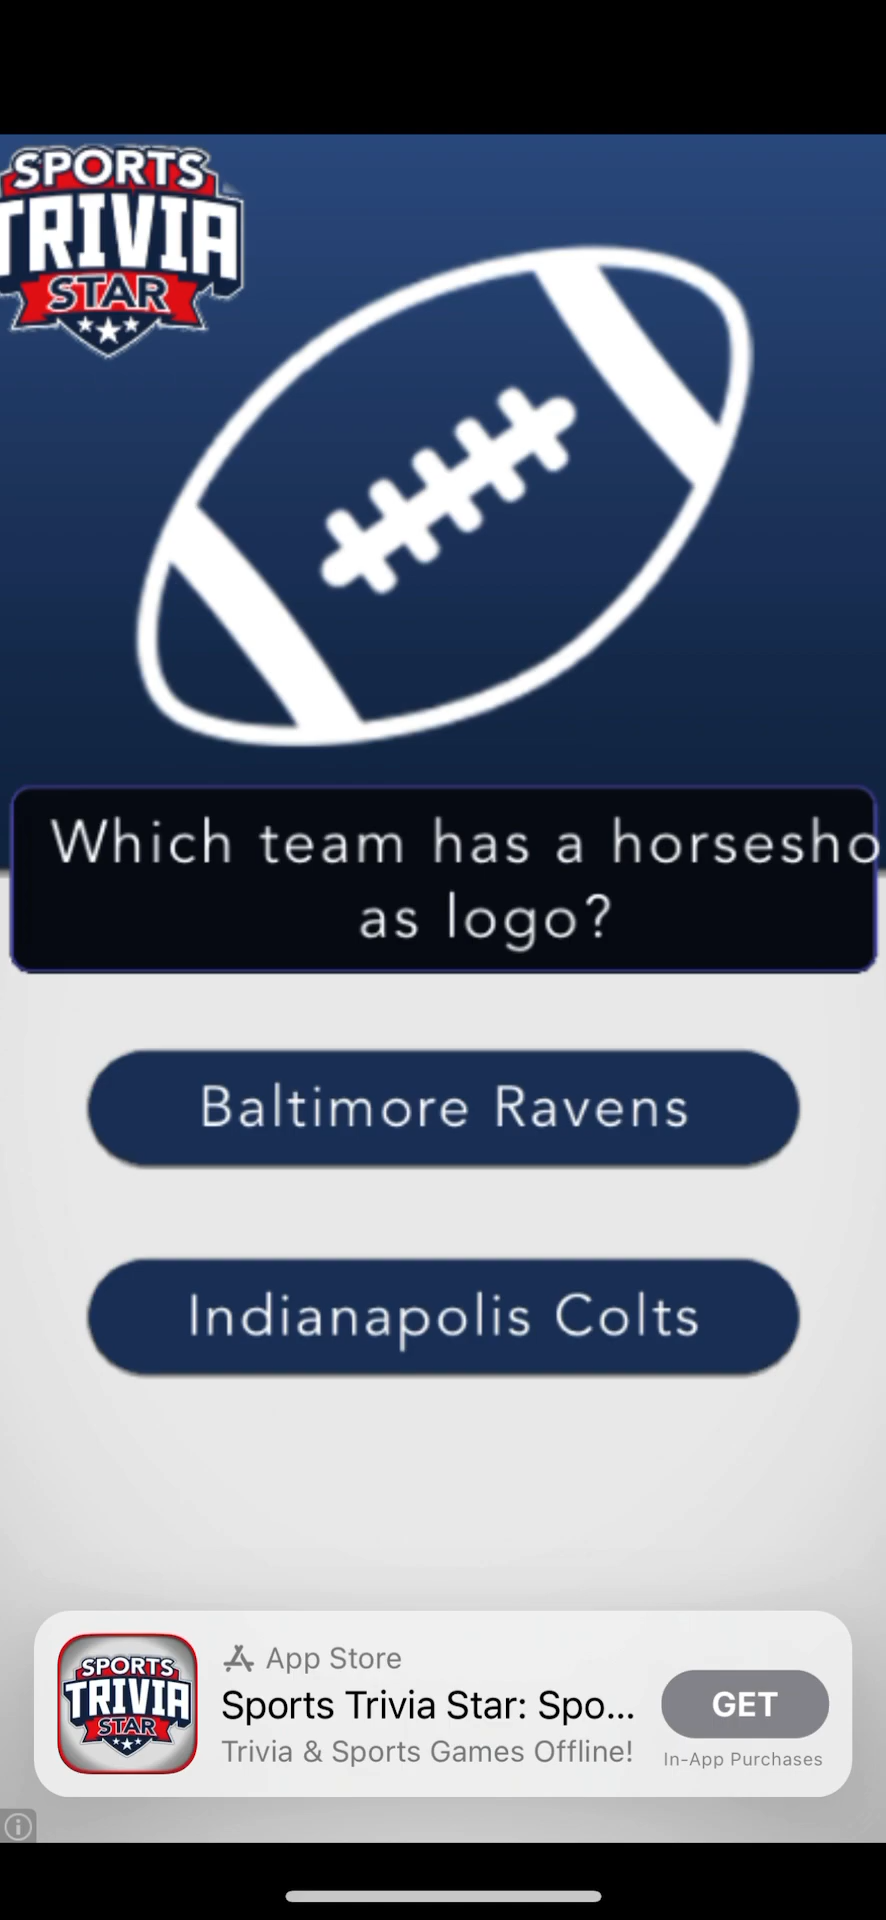 SPORTS
TRIVIA
STAR
Which team has a horsesho
as logo?
Baltimore Ravens
Indianapolis Colts
SPORTS
TRIVIA
STAR
App Store
Sports Trivia Star: Spo...
Trivia & Sports Games Offline!
GET
In-App Purchases